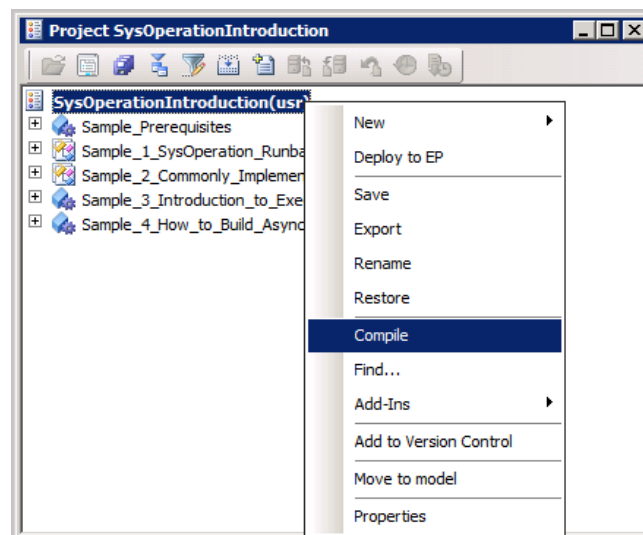 Project SysOperationIntroduction
SysOperationIntroduction(usr)
Sample_Prerequisites
Sample_1_SysOperation_Runba
Sample_2_Commonly_Implemen
Sample_3_Introduction_to_Exe
Sample_4_How_to_Build_Async
New
Deploy to EP
Save
Export
Rename
Restore
Compile
Find...
Add-Ins
Add to Version Control
Move to model
Properties